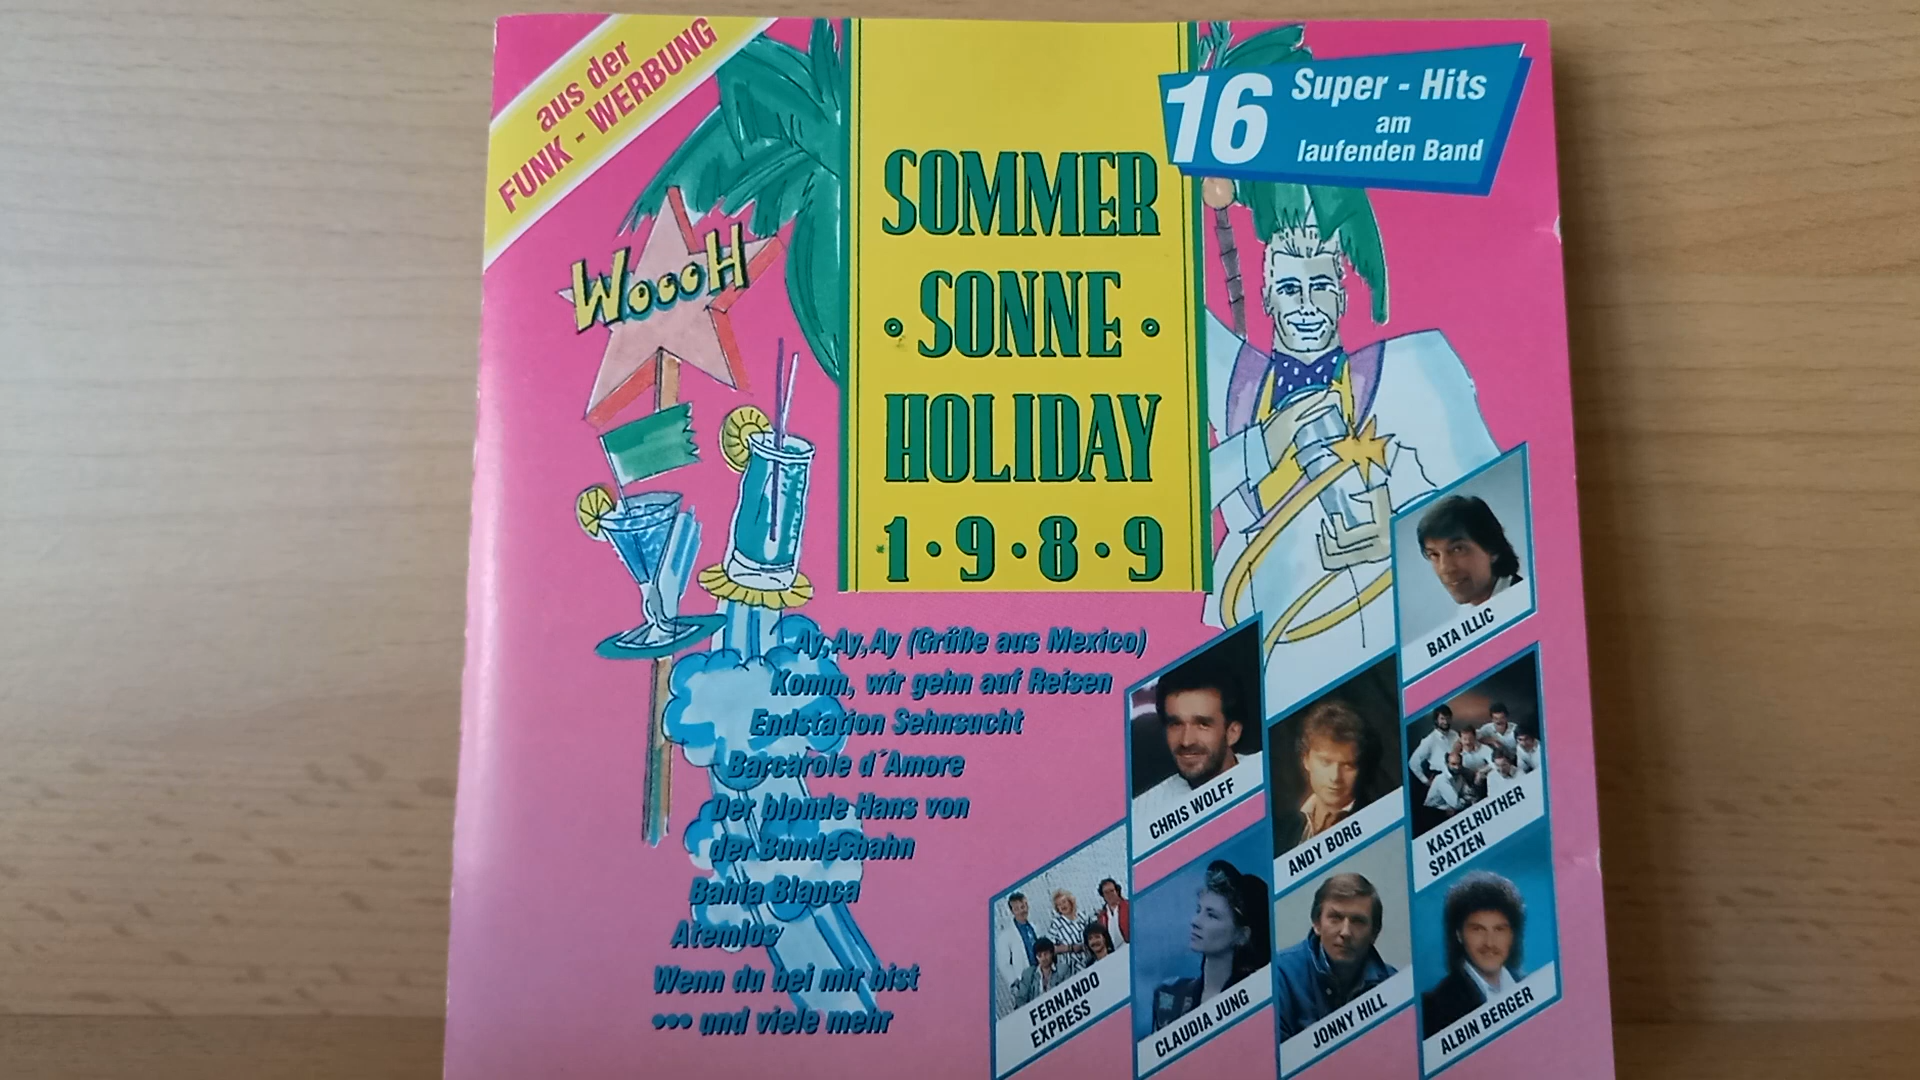 aus der
FUNK - WERBUNG
16 Super - Hits
am
laufenden Band
WoooH
SOMMER
• SONNE •
HOLIDAY
1•9•8•9
Ay,Ay,Ay (Grüße aus Mexico)
Komm, wir gehn auf Reisen
Endstation Sehnsucht
Barcarole d´Amore
Der blonde Hans von
der Bundesbahn
Bahia Blanca
Atemlos
Wenn du bei mir bist
••• und viele mehr
BATA ILLIC
CHRIS WOLFF
ANDY BORG
KASTELRUTHER
SPATZEN
FERNANDO
EXPRESS
CLAUDIA JUNG
JONNY HILL
ALBIN BERGER